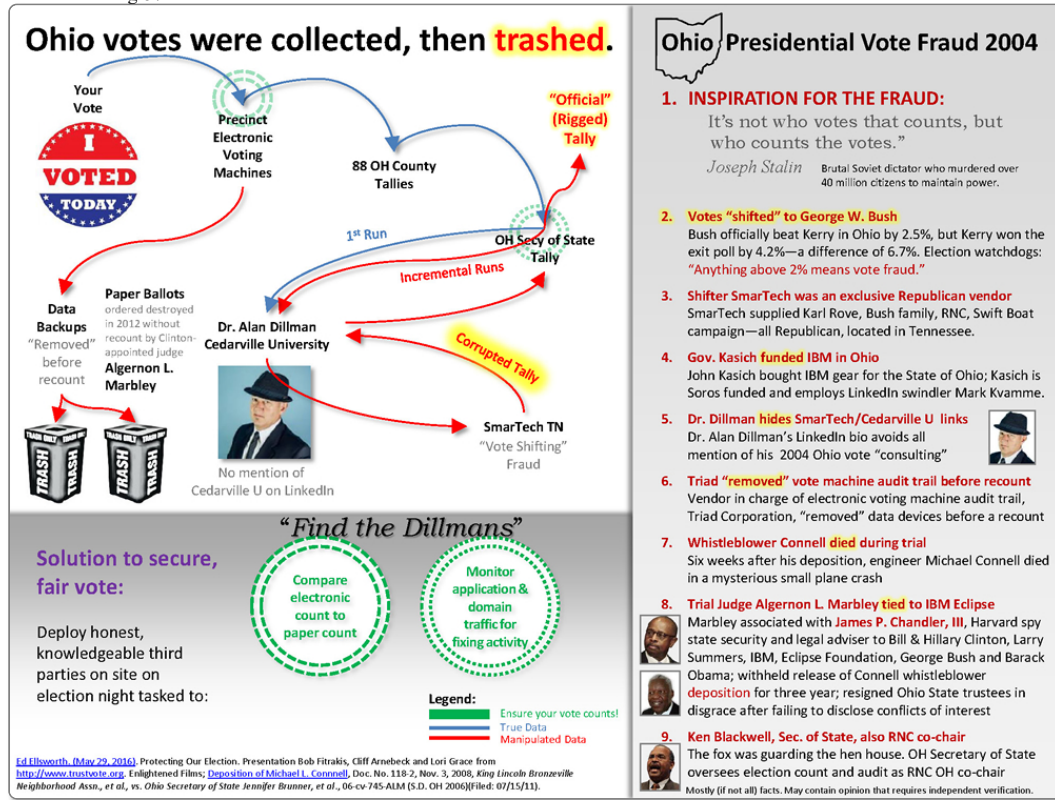 Ohio votes were collected, then trashed.
Your
Vote
I
VOTED
TODAY
Precinct
Electronic
Voting
Machines
88 OH County
Tallies
"Official"
(Rigged)
Tally
OH Secy of State
Tally
1st Run
Incremental Runs
Data
Backups
"Removed"
before
recount
Paper Ballots
ordered destroyed
in 2012 without
recount by Clinton-
appointed judge
Algernon L.
Marbley
Dr. Alan Dillman
Cedarville University
Corrupted Tally
SmarTech TN
"Vote Shifting"
Fraud
TRASH ONLY
TRASH ONLY
TRASH
TRASH
TRASH ONLY
TRASH ONLY
TRASH
TRASH
No mention of
Cedarville U on LinkedIn
"Find the Dillmans"
Solution to secure,
fair vote:
Deploy honest,
knowledgeable third
parties on site on
election night tasked to:
Compare
electronic
count to
paper count
Monitor
application &
domain
traffic for
fixing activity
Legend:
Ensure your vote counts!
True Data
Manipulated Data
Ed Ellsworth, (May 29, 2016). Protecting Our Election. Presentation Bob Fitrakis, Cliff Arnebeck and Lori Grace from
http://www.trustvote.org. Enlightened Films; Deposition of Michael L. Connnell, Doc. No. 118-2, Nov. 3, 2008, King Lincoln Bronzeville
Neighborhood Assn., et al., vs. Ohio Secretary of State Jennifer Brunner, et al., 06-cv-745-ALM (S.D. OH 2006)(Filed: 07/15/11).
Ohio Presidential Vote Fraud 2004
1. INSPIRATION FOR THE FRAUD:
It's not who votes that counts, but
who counts the votes."
Joseph Stalin Brutal Soviet dictator who murdered over
40 million citizens to maintain power.
2. Votes "shifted" to George W. Bush
Bush officially beat Kerry in Ohio by 2.5%, but Kerry won the
exit poll by 4.2%—a difference of 6.7%. Election watchdogs:
"Anything above 2% means vote fraud."
3. Shifter SmarTech was an exclusive Republican vendor
SmarTech supplied Karl Rove, Bush family, RNC, Swift Boat
campaign—all Republican, located in Tennessee.
4. Gov. Kasich funded IBM in Ohio
John Kasich bought IBM gear for the State of Ohio; Kasich is
Soros funded and employs LinkedIn swindler Mark Kvamme.
5. Dr. Dillman hides SmarTech/Cedarville U links
Dr. Alan Dillman's LinkedIn bio avoids all
mention of his 2004 Ohio vote "consulting"
6. Triad "removed" vote machine audit trail before recount
Vendor in charge of electronic voting machine audit trail,
Triad Corporation, "removed" data devices before a recount
7. Whistleblower Connell died during trial
Six weeks after his deposition, engineer Michael Connell died
in a mysterious small plane crash
8. Trial Judge Algernon L. Marbley tied to IBM Eclipse
Marbley associated with James P. Chandler, III, Harvard spy
state security and legal adviser to Bill & Hillary Clinton, Larry
Summers, IBM, Eclipse Foundation, George Bush and Barack
Obama; withheld release of Connell whistleblower
deposition for three year; resigned Ohio State trustees in
disgrace after failing to disclose conflicts of interest
9. Ken Blackwell, Sec. of State, also RNC co-chair
The fox was guarding the hen house. OH Secretary of State
oversees election count and audit as RNC OH co-chair
Mostly (if not all) facts. May contain opinion that requires independent verification.